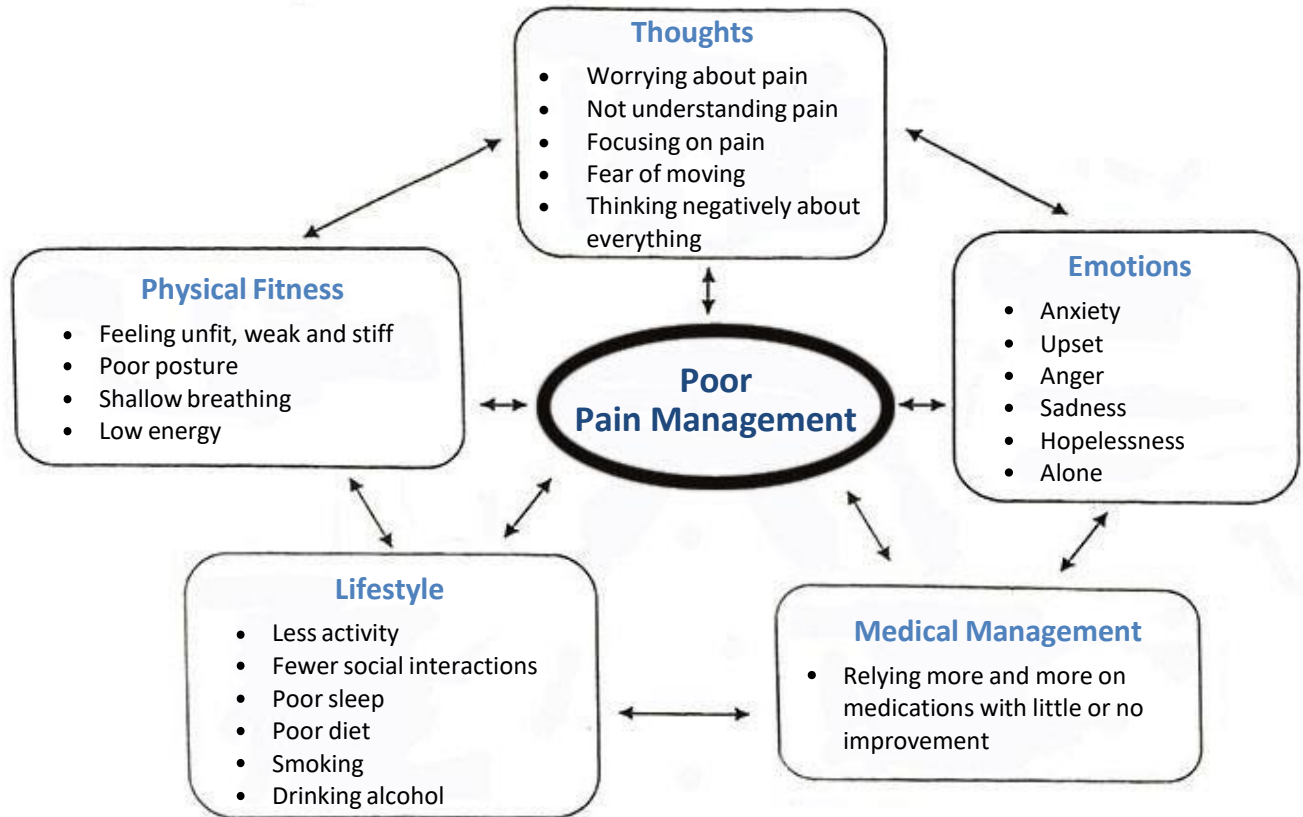 Thoughts
• Worrying about pain
• Not understanding pain
• Focusing on pain
• Fear of moving
• Thinking negatively about
everything
Physical Fitness
• Feeling unfit, weak and stiff
• Poor posture
• Shallow breathing
• Low energy
Poor
Pain Management
Emotions
• Anxiety
• Upset
• Anger
• Sadness
• Hopelessness
• Alone
Lifestyle
• Less activity
• Fewer social interactions
• Poor sleep
• Poor diet
• Smoking
• Drinking alcohol
Medical Management
• Relying more and more on
medications with little or no
improvement